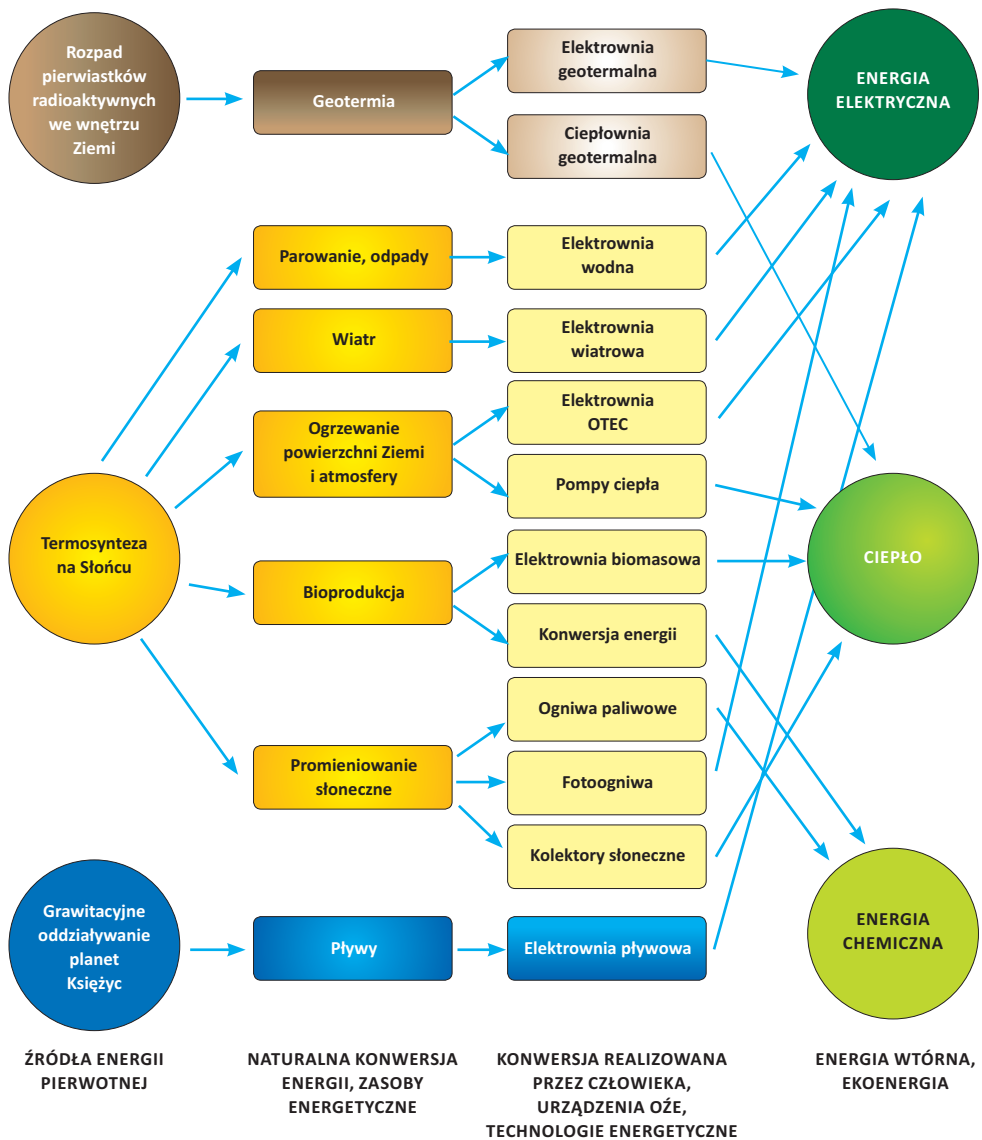 Rozpad
pierwiastków
radioaktywnych
we wnętrzu
Ziemi
Geotermia
Elektrownia
geotermalna
Ciepłownia
geotermalna
ENERGIA
ELEKTRYCZNA
Parowanie, odpady
Elektrownia
wodna
Wiatr
Elektrownia
wiatrowa
Ogrzewanie
powierzchni Ziemi
i atmosfery
Elektrownia
OTEC
Pompy ciepła
Termosynteza
na Słońcu
Bioprodukcja
Elektrownia biomasowa
Konwersja energii
CIEPŁO
Promieniowanie
słoneczne
Ogniwa paliwowe
Fotoogniwa
Kolektory słoneczne
Grawitacyjne
oddziaływanie
planet
Księżyc
Pływy
Elektrownia pływowa
ENERGIA
CHEMICZNA
ŹRÓDŁA ENERGII
PIERWOTNEJ
NATURALNA KONWERSJA
ENERGII, ZASOBY
ENERGETYCZNE
KONWERSJA REALIZOWANA
PRZEZ CZŁOWIEKA,
URZĄDZENIA OŹE,
TECHNOLOGIE ENERGETYCZNE
ENERGIA WTÓRNA,
EKOENERGIA